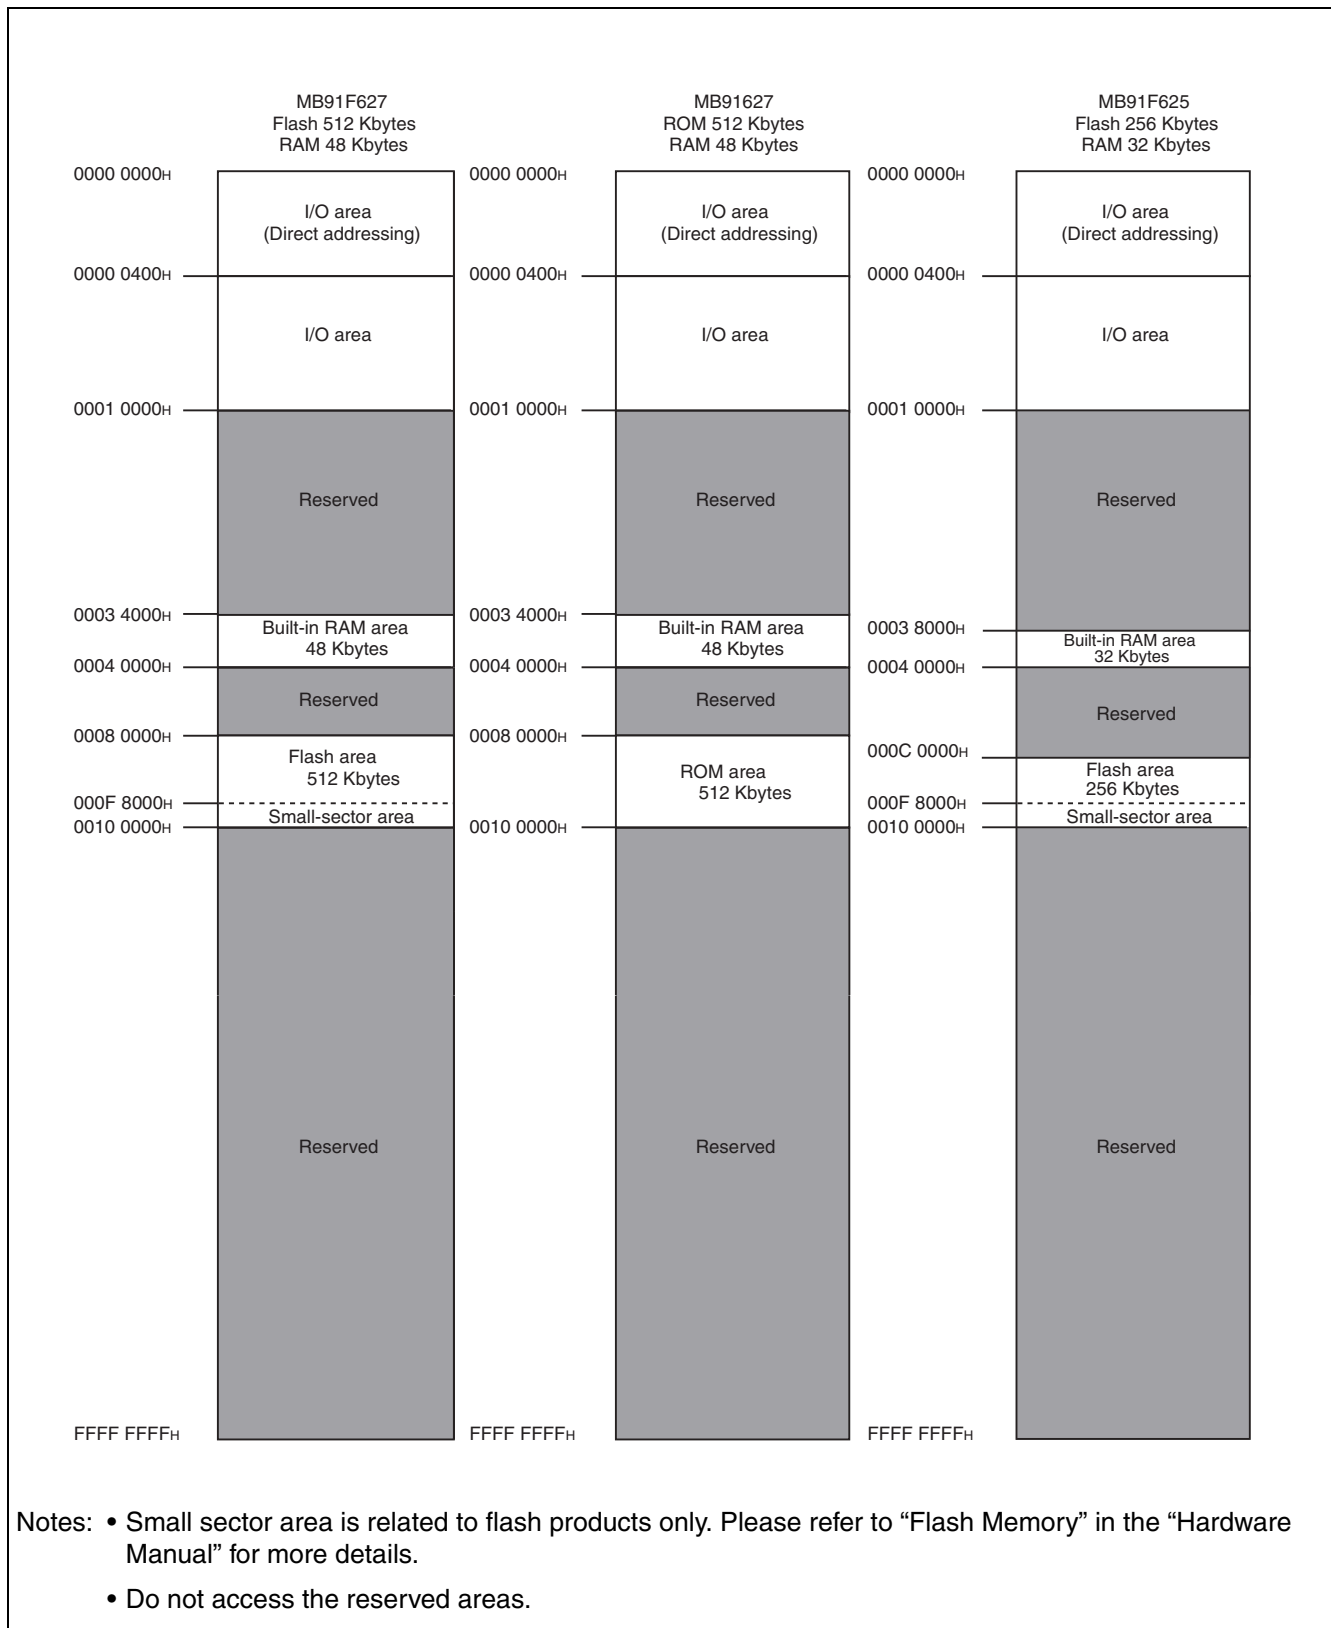 MB91F627
Flash 512 Kbytes
RAM 48 Kbytes
0000 0000H
I/O area
(Direct addressing)
0000 0400H
I/O area
0001 0000H
Reserved
0003 4000H
Built-in RAM area
48 Kbytes
0004 0000H
Reserved
0008 0000H
Flash area
512 Kbytes
000F 8000H
Small-sector area
0010 0000H
Reserved
FFFF FFFFH
MB91627
ROM 512 Kbytes
RAM 48 Kbytes
0000 0000H
I/O area
(Direct addressing)
0000 0400H
I/O area
0001 0000H
Reserved
0003 4000H
Built-in RAM area
48 Kbytes
0004 0000H
Reserved
0008 0000H
ROM area
512 Kbytes
0010 0000H
Reserved
FFFF FFFFH
MB91F625
Flash 256 Kbytes
RAM 32 Kbytes
0000 0000H
I/O area
(Direct addressing)
0000 0400H
I/O area
0001 0000H
Reserved
0003 8000H
Built-in RAM area
32 Kbytes
0004 0000H
Reserved
000C 0000H
Flash area
256 Kbytes
000F 8000H
Small-sector area
0010 0000H
Reserved
FFFF FFFFH
Notes: • Small sector area is related to flash products only. Please refer to “Flash Memory” in the “Hardware
Manual” for more details.
• Do not access the reserved areas.